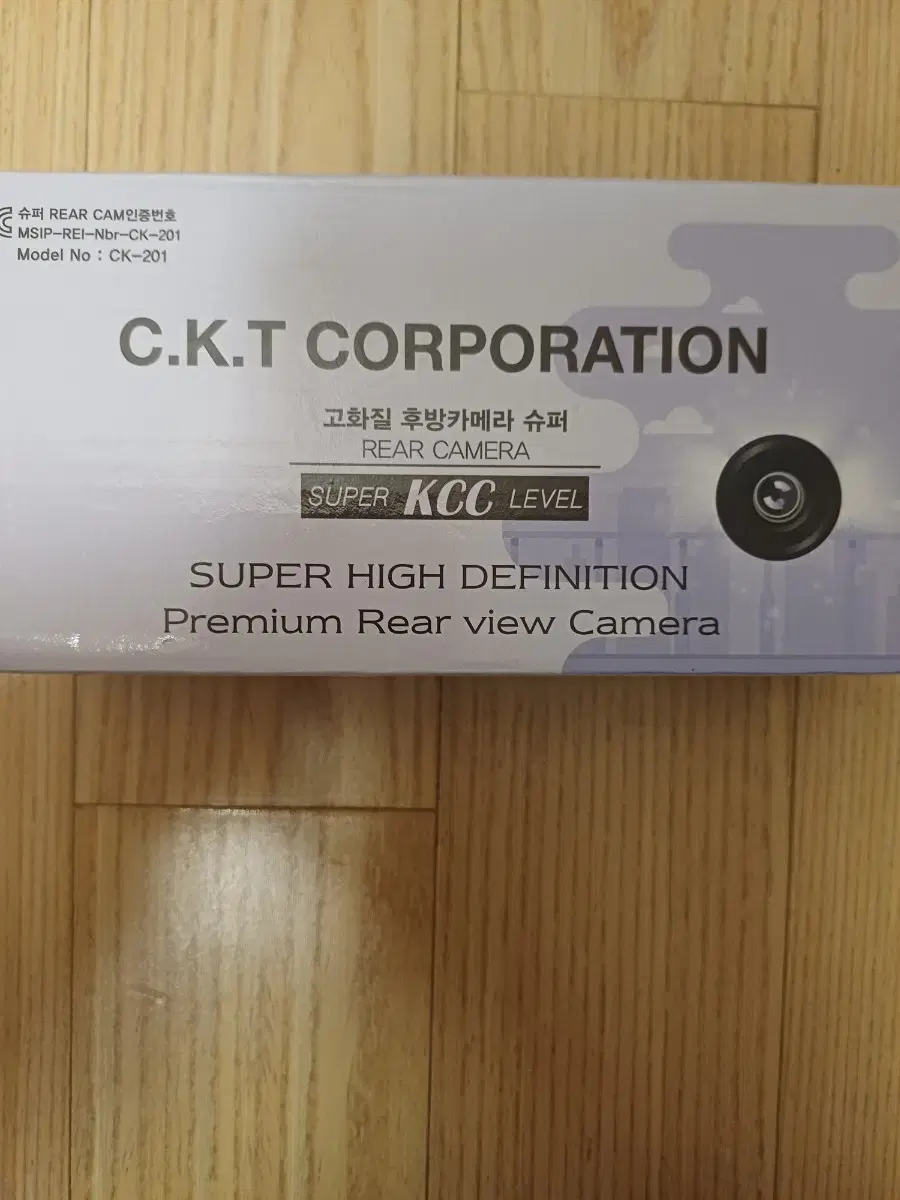 슈퍼 REAR CAM인증번호
MSIP-REI-Nbr-CK-201
Model No : CK-201
C.K.T CORPORATION
고화질 후방카메라 슈퍼
REAR CAMERA
SUPER KCC LEVEL
SUPER HIGH DEFINITION
Premium Rear view Camera